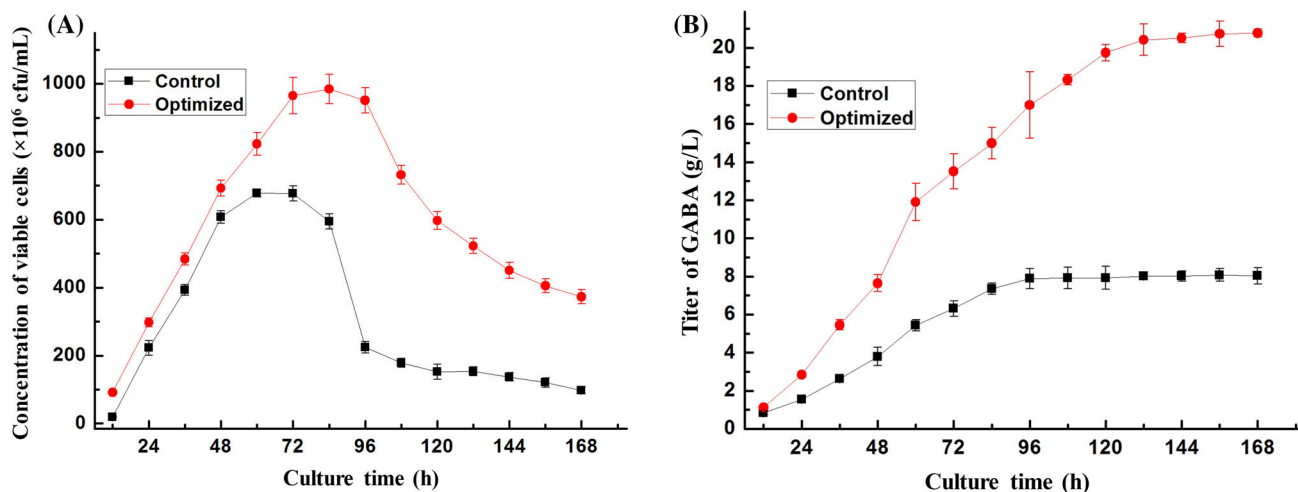 (A)
Concentration of viable cells (×10⁶ cfu/mL)
1000
800
600
400
200
0
Control
Optimized
24 48 72 96 120 144 168
Culture time (h)
(B)
Titer of GABA (g/L)
20
18
16
14
12
10
8
6
4
2
0
Control
Optimized
24 48 72 96 120 144 168
Culture time (h)